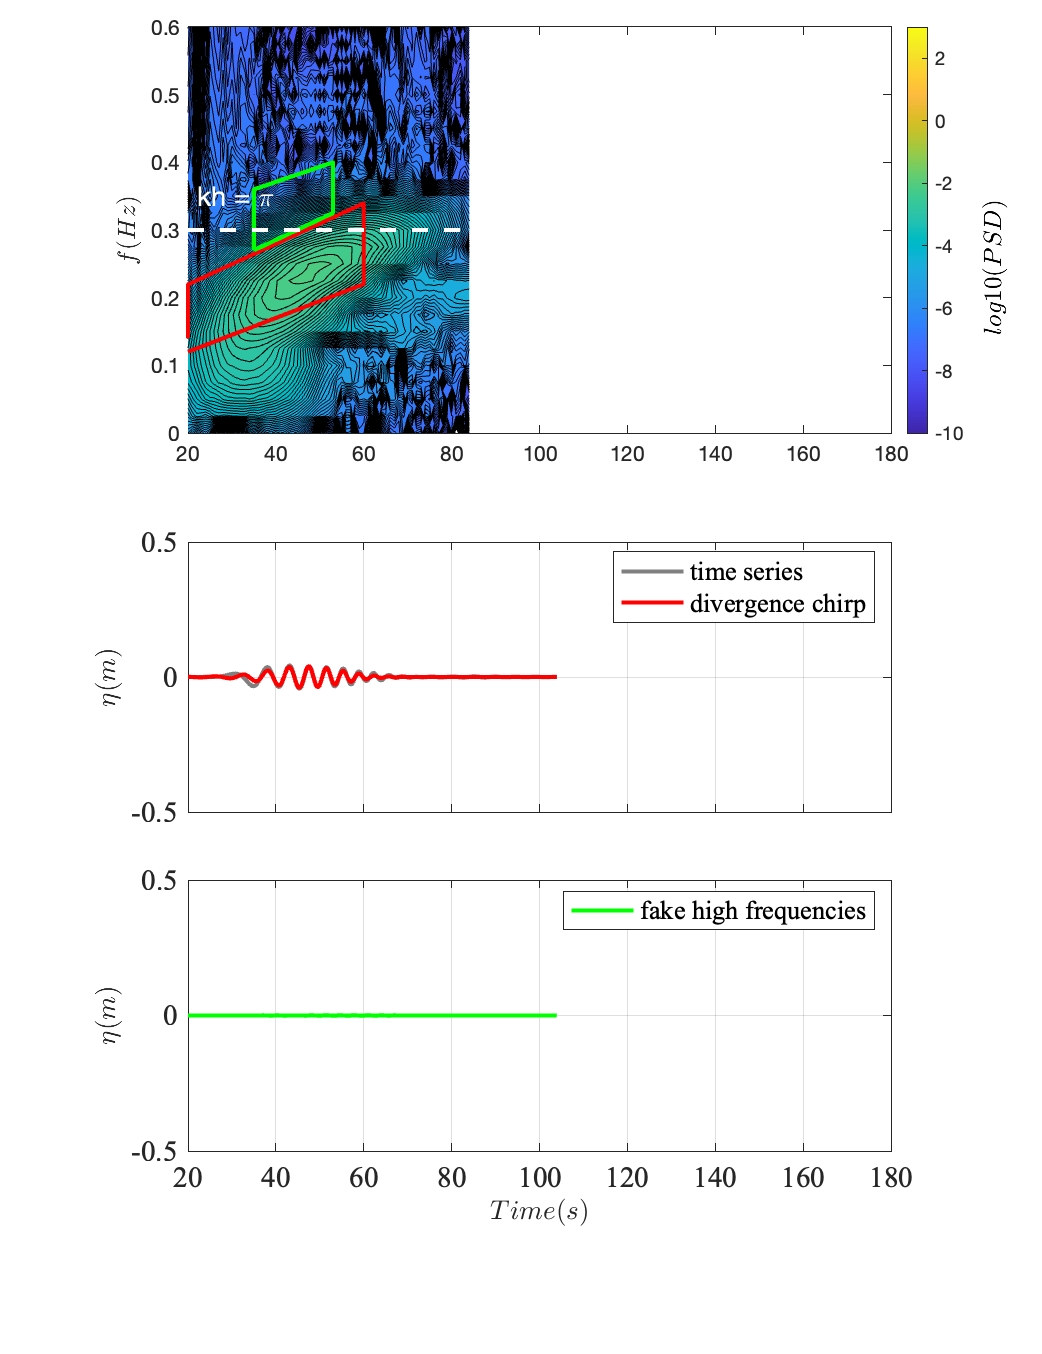 0.6
0.5
0.4
0.3
0.2
0.1
0
f(Hz)
kh = π
20 40 60 80 100 120 140 160 180
2
0
-2
-4
-6
-8
-10
log10(PSD)
0.5
0
-0.5
η(m)
time series
divergence chirp
0.5
0
-0.5
η(m)
fake high frequencies
20 40 60 80 100 120 140 160 180
Time(s)